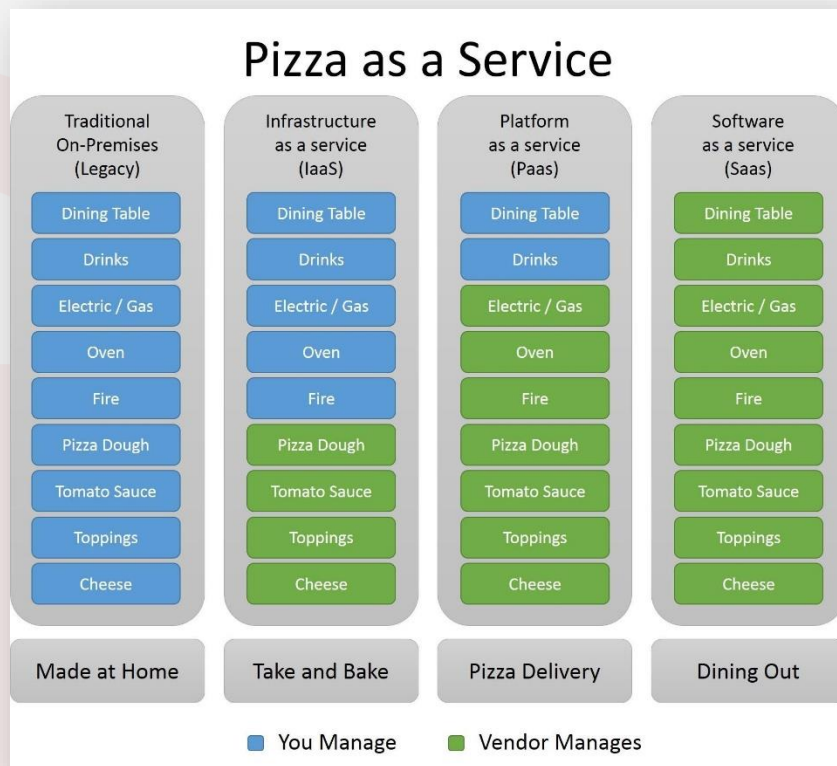 Pizza as a Service
Traditional
On-Premises
(Legacy)
Dining Table
Drinks
Electric / Gas
Oven
Fire
Pizza Dough
Tomato Sauce
Toppings
Cheese
Made at Home
Infrastructure
as a service
(IaaS)
Dining Table
Drinks
Electric / Gas
Oven
Fire
Pizza Dough
Tomato Sauce
Toppings
Cheese
Take and Bake
Platform
as a service
(Paas)
Dining Table
Drinks
Electric / Gas
Oven
Fire
Pizza Dough
Tomato Sauce
Toppings
Cheese
Pizza Delivery
Software
as a service
(Saas)
Dining Table
Drinks
Electric / Gas
Oven
Fire
Pizza Dough
Tomato Sauce
Toppings
Cheese
Dining Out
You Manage
Vendor Manages